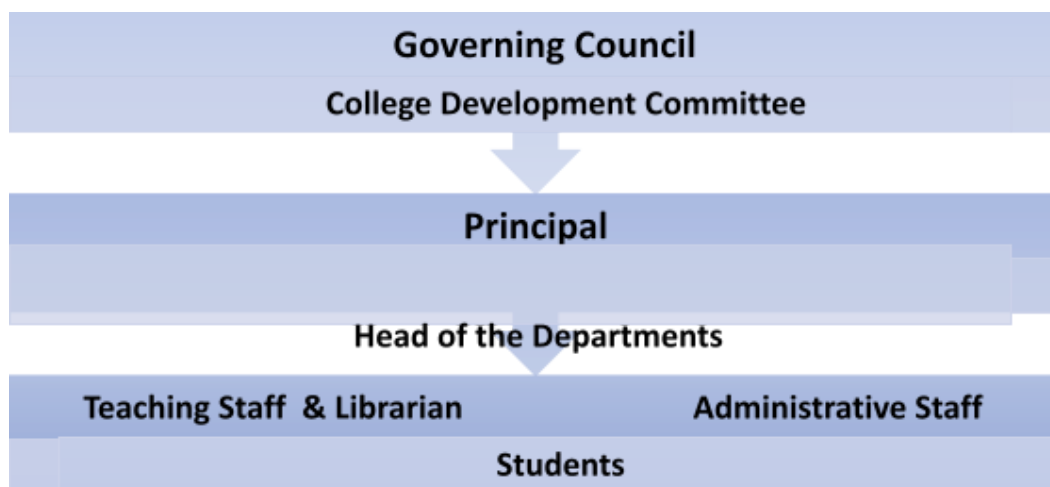 Governing Council
College Development Committee
Principal
Head of the Departments
Teaching Staff & Librarian Administrative Staff
Students